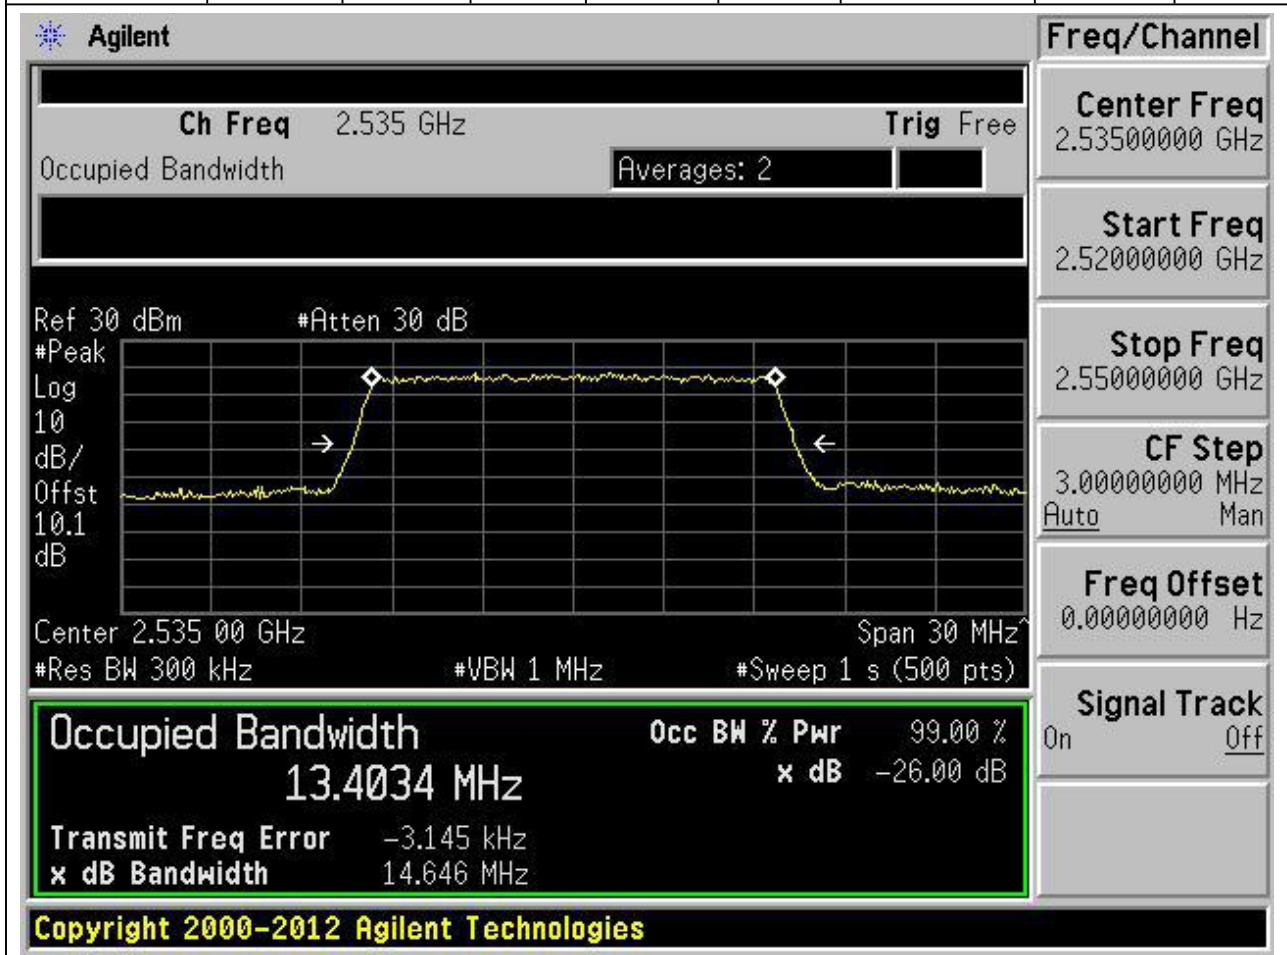 Agilent
Freq/Channel
Ch Freq 2.535 GHz Trig Free
Occupied Bandwidth Averages: 2
Center Freq
2.53500000 GHz
Start Freq
2.52000000 GHz
Stop Freq
2.55000000 GHz
CF Step
3.00000000 MHz
Auto Man
Freq Offset
0.00000000 Hz
Signal Track
On Off
Ref 30 dBm #Atten 30 dB
#Peak
Log
10
dB/
Offst
10.1
dB
Center 2.535 00 GHz Span 30 MHz^
#Res BW 300 kHz #VBW 1 MHz #Sweep 1 s (500 pts)
Occupied Bandwidth Occ BW % Pwr 99.00 %
13.4034 MHz x dB -26.00 dB
Transmit Freq Error -3.145 kHz
x dB Bandwidth 14.646 MHz
Copyright 2000-2012 Agilent Technologies